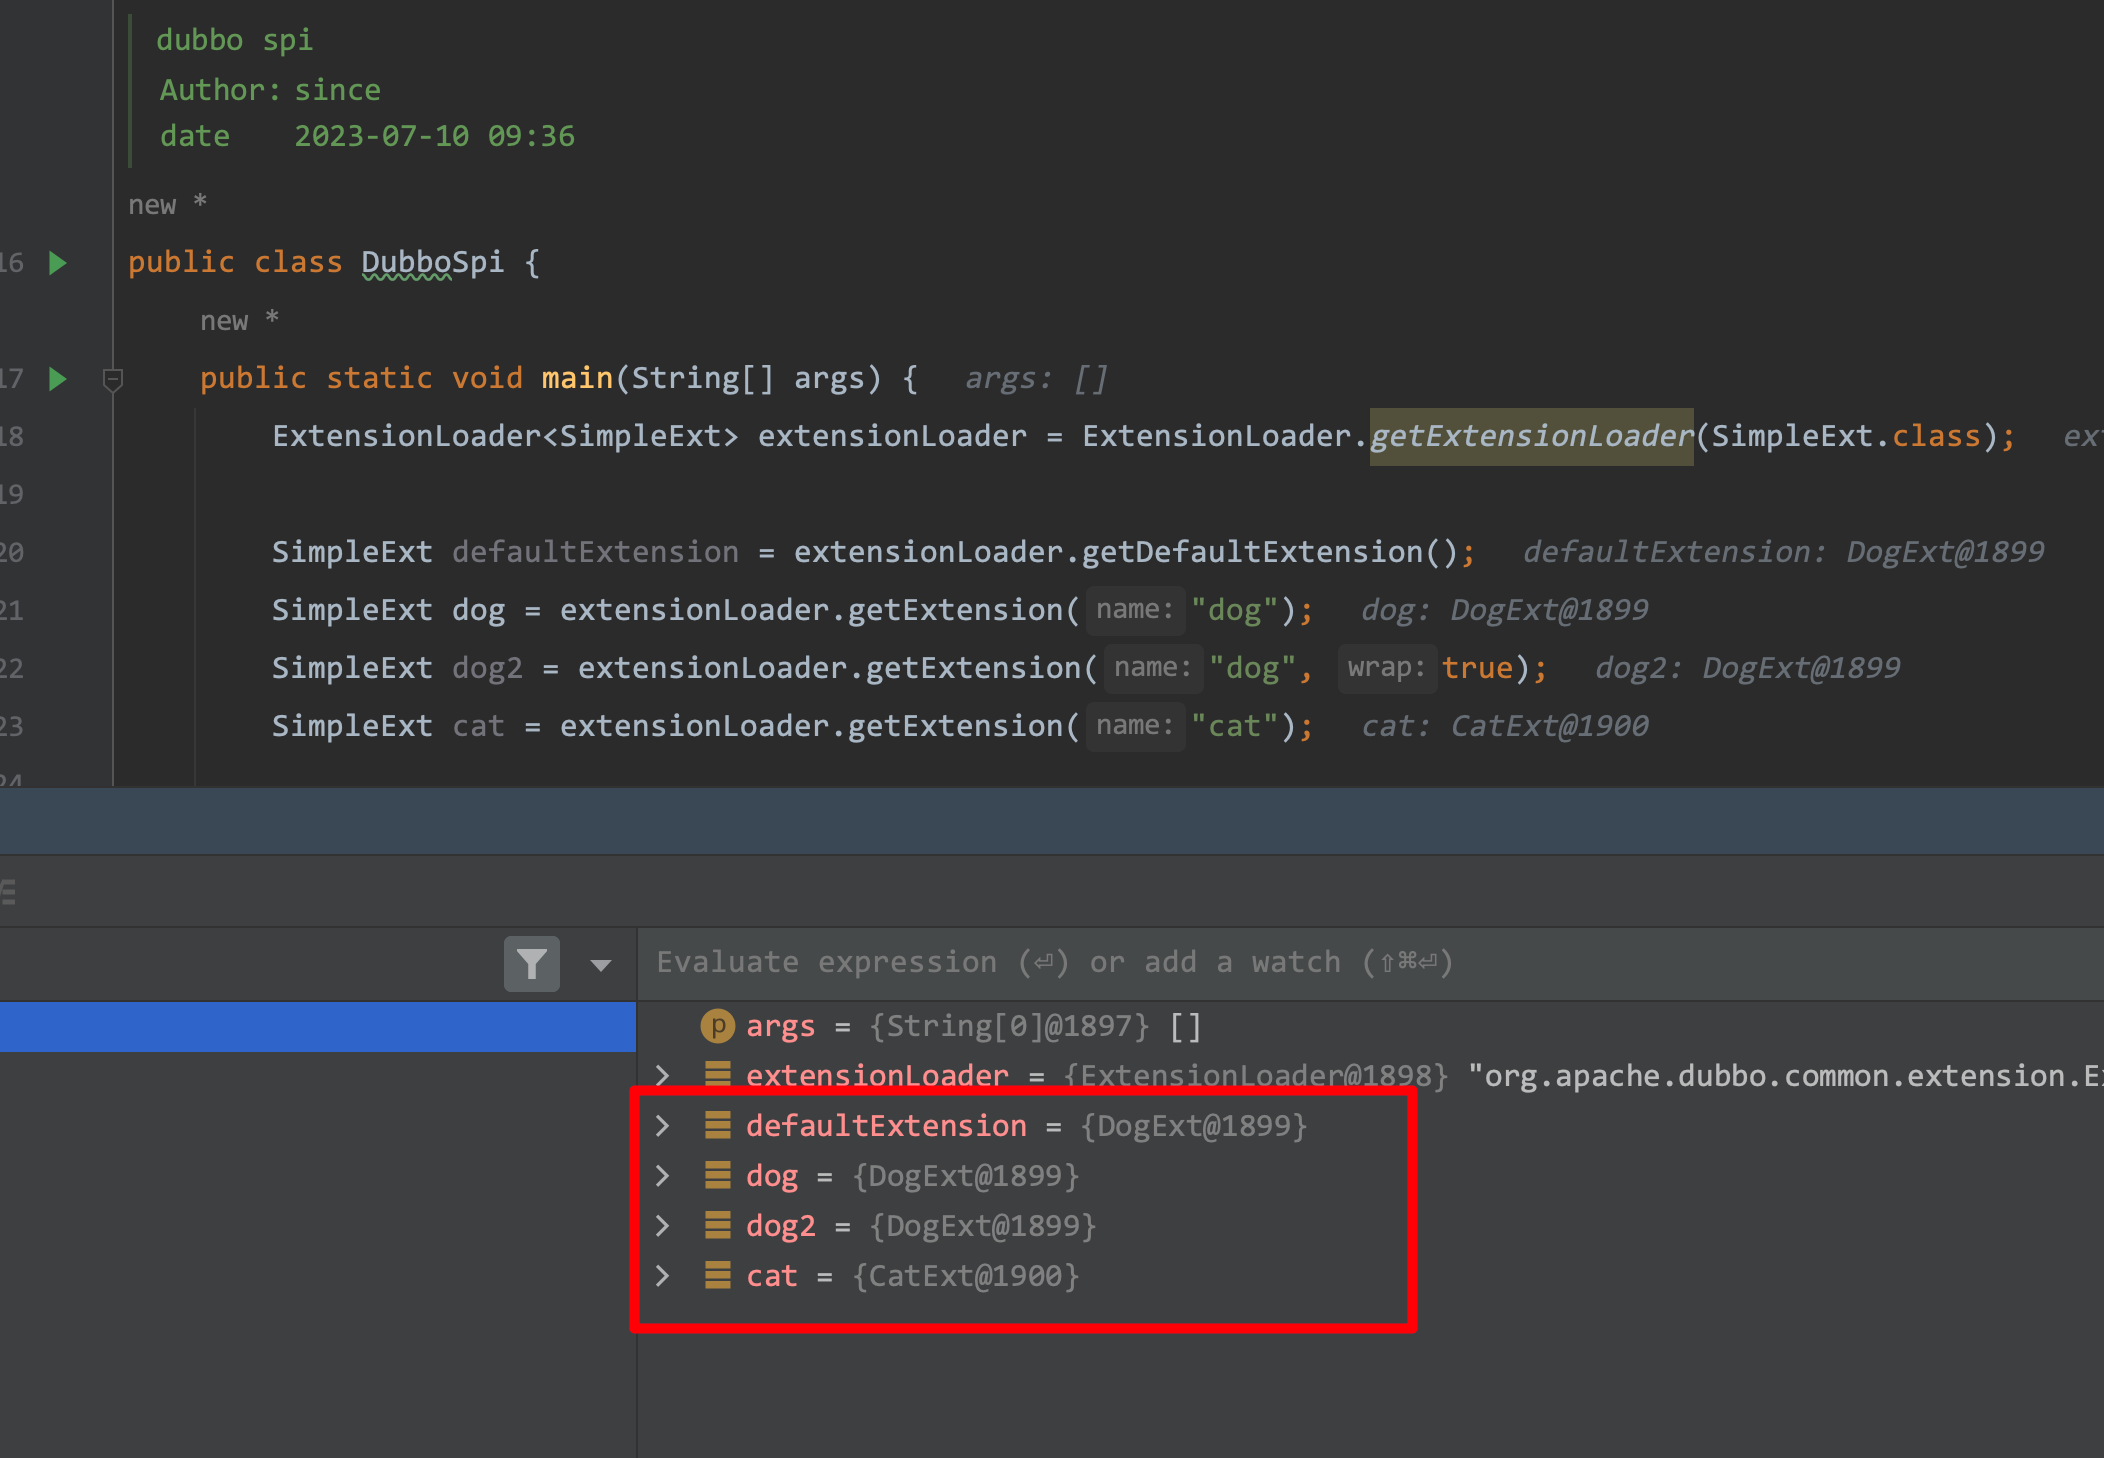 dubbo spi
Author: since
date 2023-07-10 09:36
new *
16 public class DubboSpi {
new *
17 public static void main(String[] args) { args: []
18 ExtensionLoader<SimpleExt> extensionLoader = ExtensionLoader.getExtensionLoader(SimpleExt.class); ext
19
20 SimpleExt defaultExtension = extensionLoader.getDefaultExtension(); defaultExtension: DogExt@1899
21 SimpleExt dog = extensionLoader.getExtension( name: "dog"); dog: DogExt@1899
22 SimpleExt dog2 = extensionLoader.getExtension( name: "dog", wrap: true); dog2: DogExt@1899
23 SimpleExt cat = extensionLoader.getExtension( name: "cat"); cat: CatExt@1900
24
Evaluate expression (⏎) or add a watch (⇧⌘⏎)
p args = {String[0]@1897} []
extensionLoader = {ExtensionLoader@1898} "org.apache.dubbo.common.extension.Ex
defaultExtension = {DogExt@1899}
dog = {DogExt@1899}
dog2 = {DogExt@1899}
cat = {CatExt@1900}